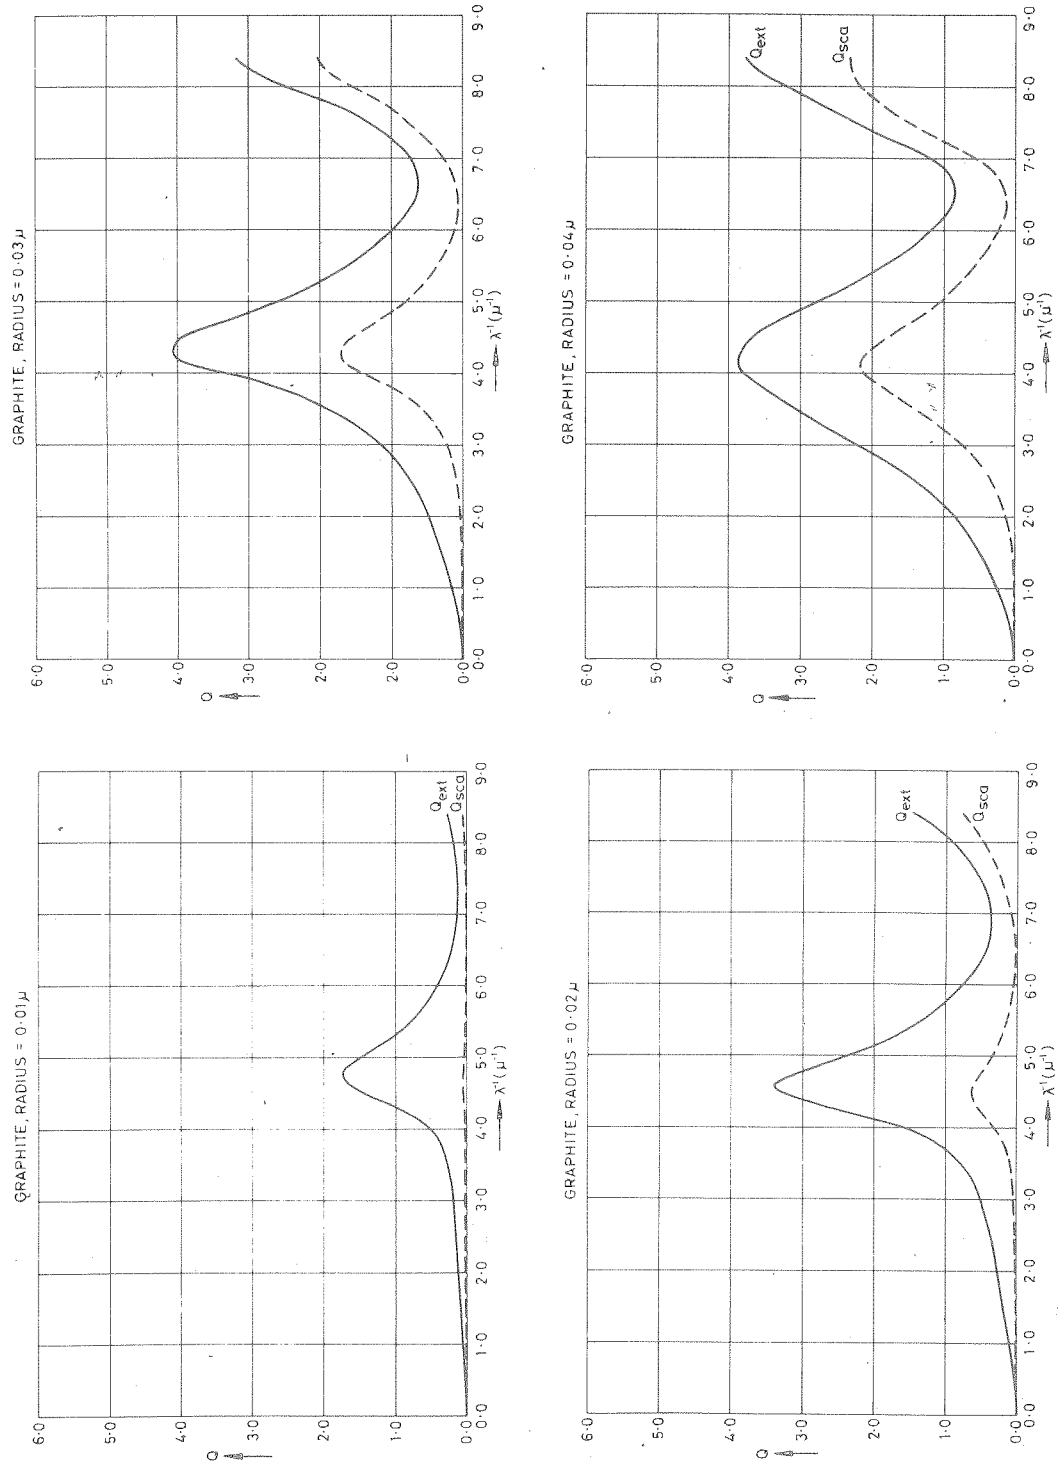 GRAPHITE, RADIUS = 0·01μ
6·0
5·0
4·0
3·0
2·0
1·0
0·0
Q
Qext
Qsca
0·0 1·0 2·0 3·0 4·0 5·0 6·0 7·0 8·0 9·0
λ⁻¹(μ⁻¹)
GRAPHITE, RADIUS = 0·03μ
6·0
5·0
4·0
3·0
2·0
1·0
0·0
Q
0·0 1·0 2·0 3·0 4·0 5·0 6·0 7·0 8·0 9·0
λ⁻¹(μ⁻¹)
GRAPHITE, RADIUS = 0·02μ
6·0
5·0
4·0
3·0
2·0
1·0
0·0
Q
Qext
Qsca
0·0 1·0 2·0 3·0 4·0 5·0 6·0 7·0 8·0 9·0
λ⁻¹(μ⁻¹)
GRAPHITE, RADIUS = 0·04μ
6·0
5·0
4·0
3·0
2·0
1·0
0·0
Q
Qext
Qsca
0·0 1·0 2·0 3·0 4·0 5·0 6·0 7·0 8·0 9·0
λ⁻¹(μ⁻¹)